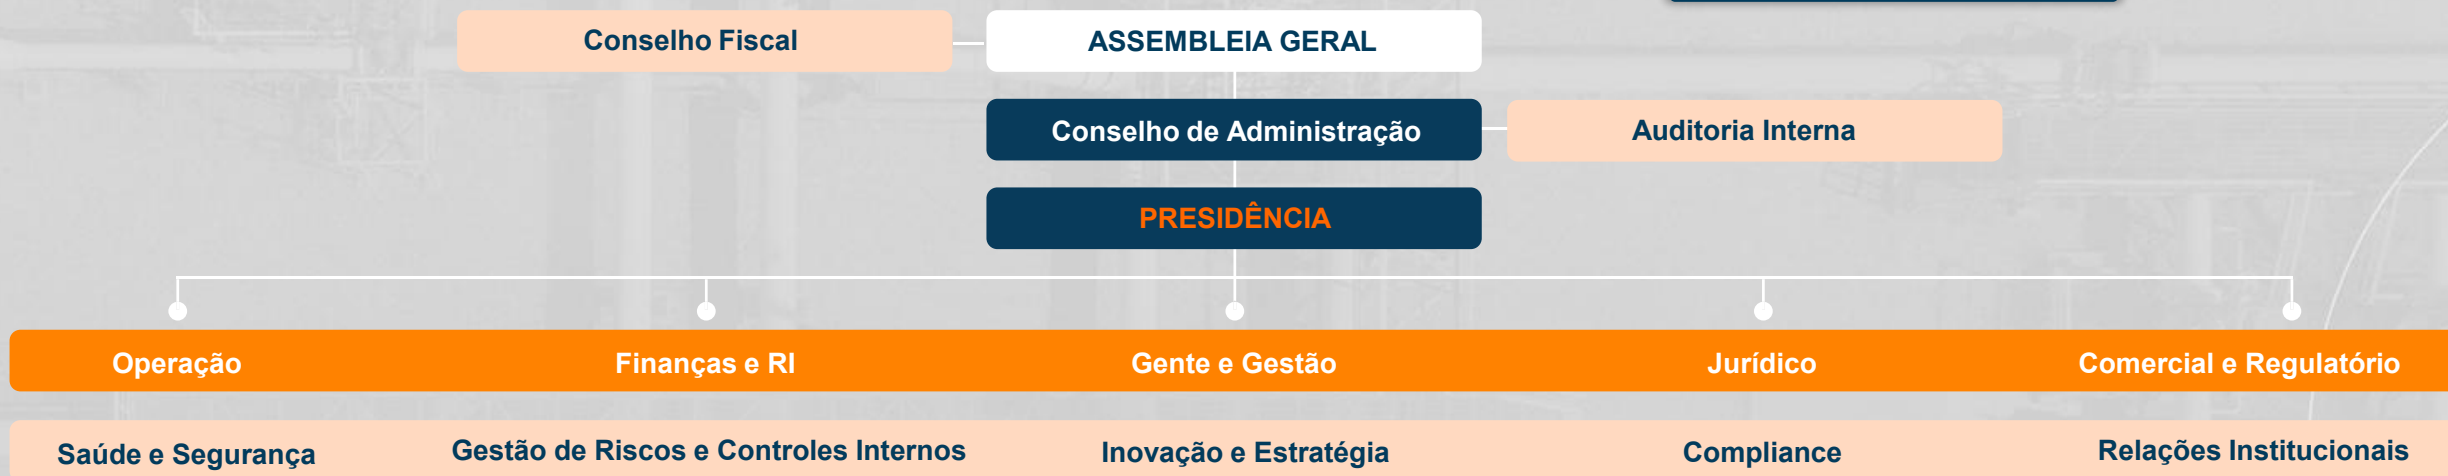 Conselho Fiscal
ASSEMBLEIA GERAL
Conselho de Administração
Auditoria Interna
PRESIDÊNCIA
Operação
Finanças e RI
Gente e Gestão
Jurídico
Comercial e Regulatório
Saúde e Segurança
Gestão de Riscos e Controles Internos
Inovação e Estratégia
Compliance
Relações Institucionais